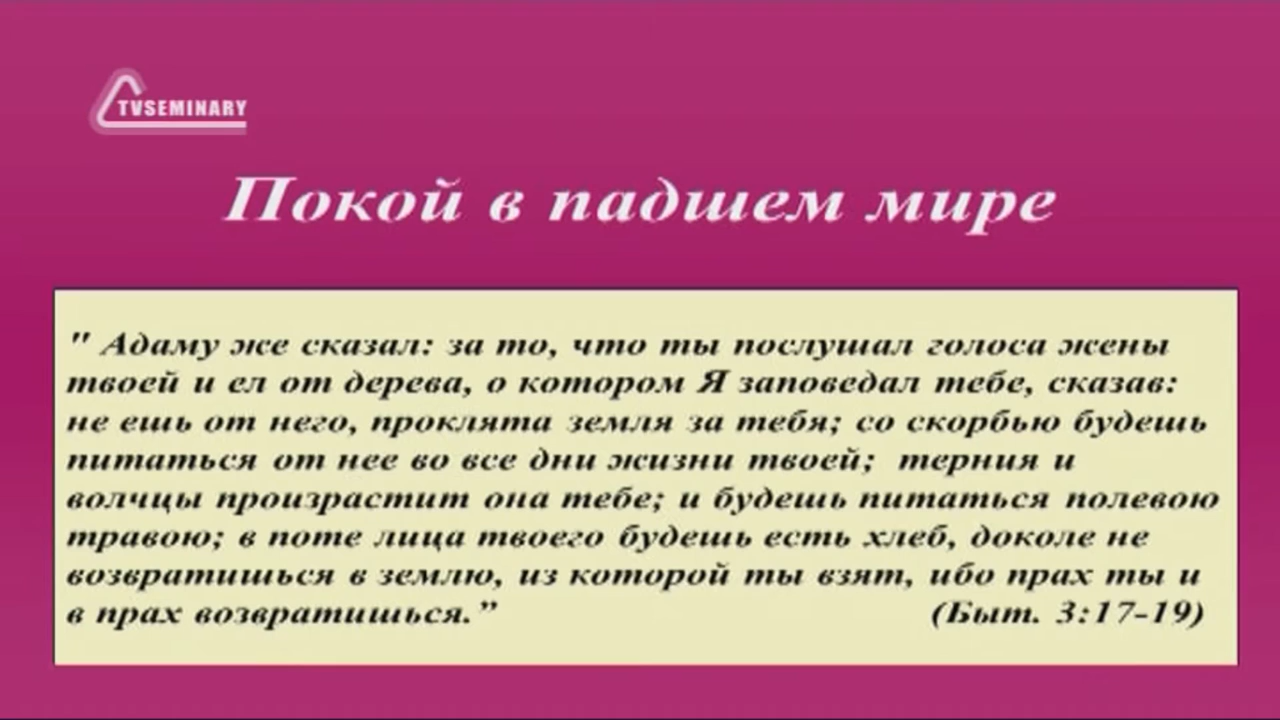 TVSEMINARY
Покой в падшем мире
" Адаму же сказал: за то, что ты послушал голоса жены
твоей и ел от дерева, о котором Я заповедал тебе, сказав:
не ешь от него, проклята земля за тебя; со скорбью будешь
питаться от нее во все дни жизни твоей; терния и
волчцы произрастит она тебе; и будешь питаться полевою
травою; в поте лица твоего будешь есть хлеб, доколе не
возвратишься в землю, из которой ты взят, ибо прах ты и
в прах возвратишься.” (Быт. 3:17-19)